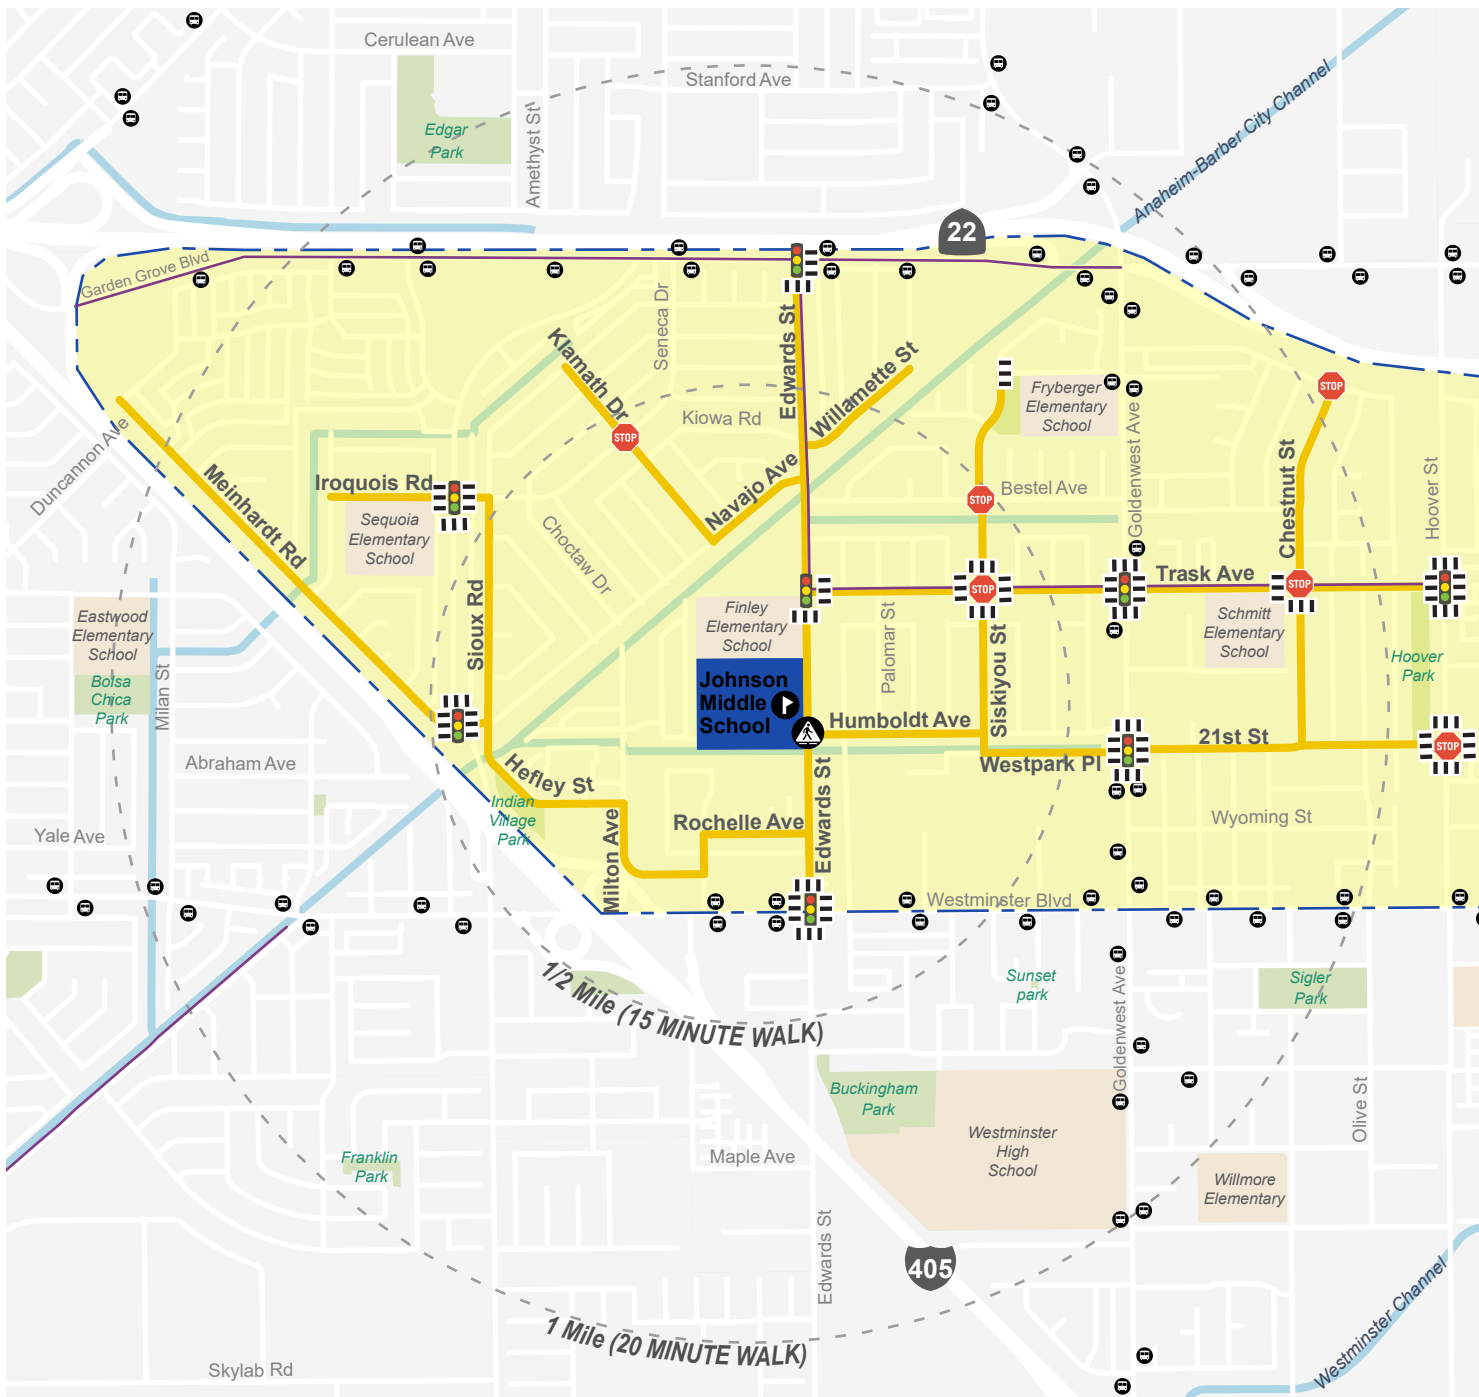 Cerulean Ave
Stanford Ave
Edgar
Park
Amethyst St
Anaheim-Barber City Channel
22
Garden Grove Blvd
Seneca Dr
Edwards St
Klamath Dr
Willamette St
Kiowa Rd
Fryberger
Elementary
School
Goldenwest Ave
STOP
Chestnut St
Hoover St
Duncannon Ave
Meinhardt Rd
Iroquois Rd
STOP
Navajo Ave
STOP
Bestel Ave
Sequoia
Elementary
School
Choctaw Dr
Trask Ave
STOP
STOP
Eastwood
Elementary
School
Sioux Rd
Finley
Elementary
School
Palomar St
Siskiyou St
Schmitt
Elementary
School
Hoover
Park
Bolsa
Chica
Park
Milan St
Johnson
Middle
School
Humboldt Ave
21st St
STOP
Westpark Pl
Abraham Ave
Hefley St
Indian
Village
Park
Milton Ave
Rochelle Ave
Edwards St
Wyoming St
Yale Ave
Westminster Blvd
1/2 Mile (15 MINUTE WALK)
Sunset
park
Goldenwest Ave
Sigler
Park
Buckingham
Park
Westminster
High
School
Olive St
Maple Ave
Franklin
Park
Willmore
Elementary
Edwards St
405
Westminster Channel
1 Mile (20 MINUTE WALK)
Skylab Rd